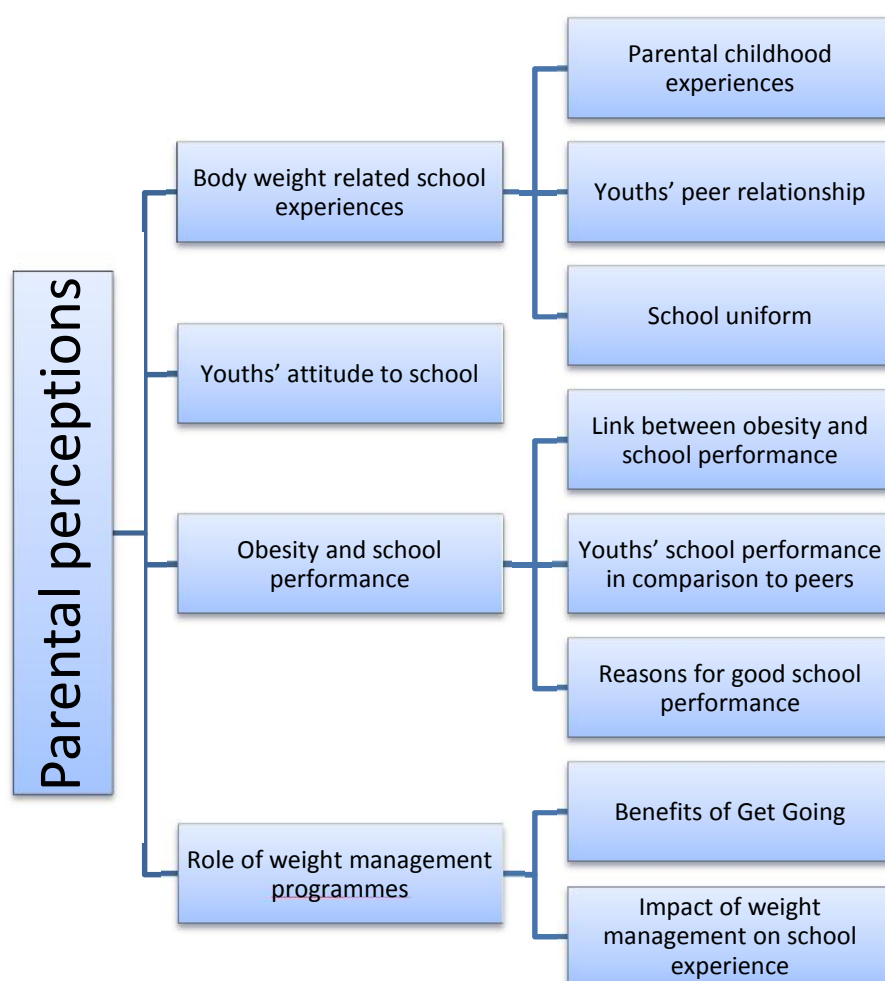 Parental perceptions
Body weight related school
experiences
Parental childhood
experiences
Youths’ peer relationship
School uniform
Youths’ attitude to school
Obesity and school
performance
Link between obesity and
school performance
Youths’ school performance
in comparison to peers
Reasons for good school
performance
Role of weight management
programmes
Benefits of Get Going
Impact of weight
management on school
experience